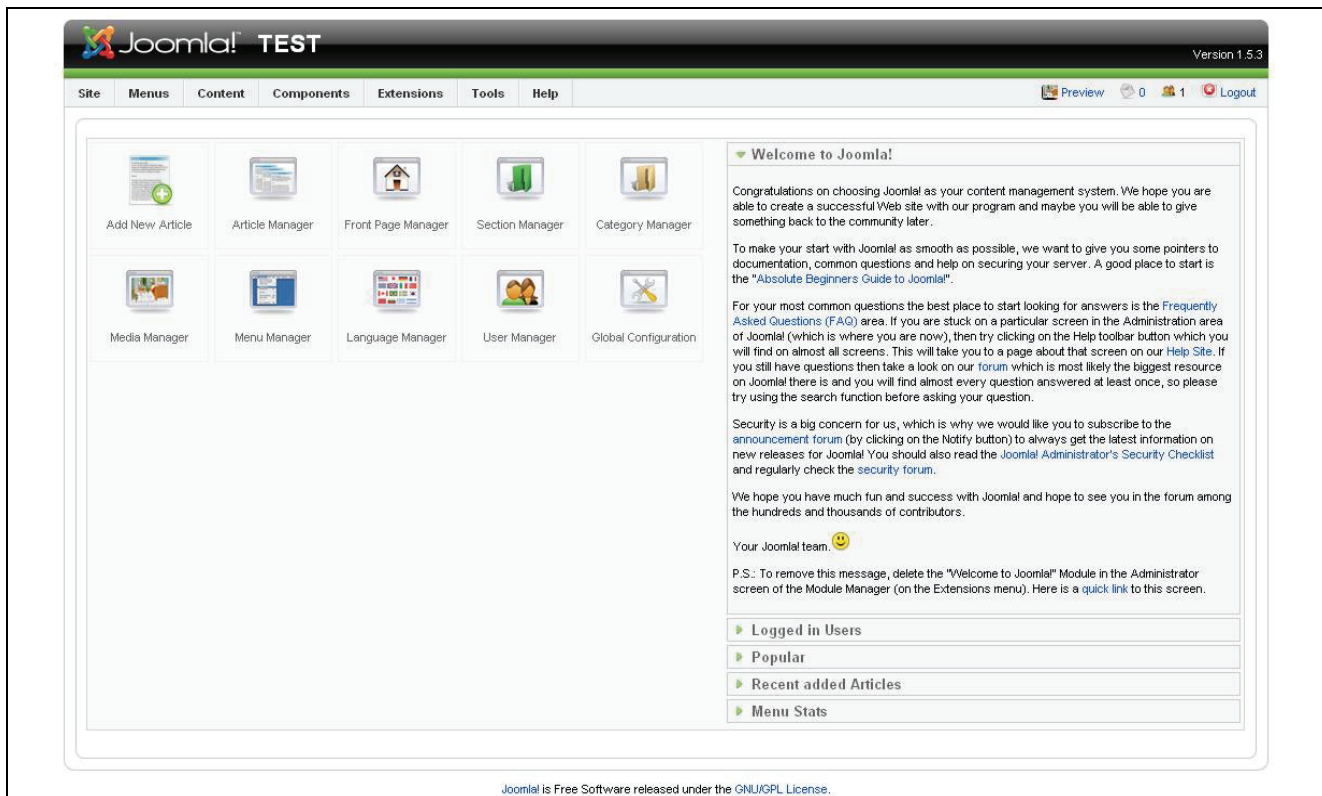 Joomla!™ TEST
Version 1.5.3
Site Menus Content Components Extensions Tools Help Preview 0 1 Logout
Add New Article Article Manager Front Page Manager Section Manager Category Manager
Media Manager Menu Manager Language Manager User Manager Global Configuration
Welcome to Joomla!
Congratulations on choosing Joomla! as your content management system. We hope you are
able to create a successful Web site with our program and maybe you will be able to give
something back to the community later.
To make your start with Joomla! as smooth as possible, we want to give you some pointers to
documentation, common questions and help on securing your server. A good place to start is
the "Absolute Beginners Guide to Joomla!".
For your most common questions the best place to start looking for answers is the Frequently
Asked Questions (FAQ) area. If you are stuck on a particular screen in the Administration area
of Joomla! (which is where you are now), then try clicking on the Help toolbar button which you
will find on almost all screens. This will take you to a page about that screen on our Help Site. If
you still have questions then take a look on our forum which is most likely the biggest resource
on Joomla! there is and you will find almost every question answered at least once, so please
try using the search function before asking your question.
Security is a big concern for us, which is why we would like you to subscribe to the
announcement forum (by clicking on the Notify button) to always get the latest information on
new releases for Joomla! You should also read the Joomla! Administrator's Security Checklist
and regularly check the security forum.
We hope you have much fun and success with Joomla! and hope to see you in the forum among
the hundreds and thousands of contributors.
Your Joomla! team.
P.S.: To remove this message, delete the "Welcome to Joomla!" Module in the Administrator
screen of the Module Manager (on the Extensions menu). Here is a quick link to this screen.
Logged in Users
Popular
Recent added Articles
Menu Stats
Joomla! is Free Software released under the GNU/GPL License.